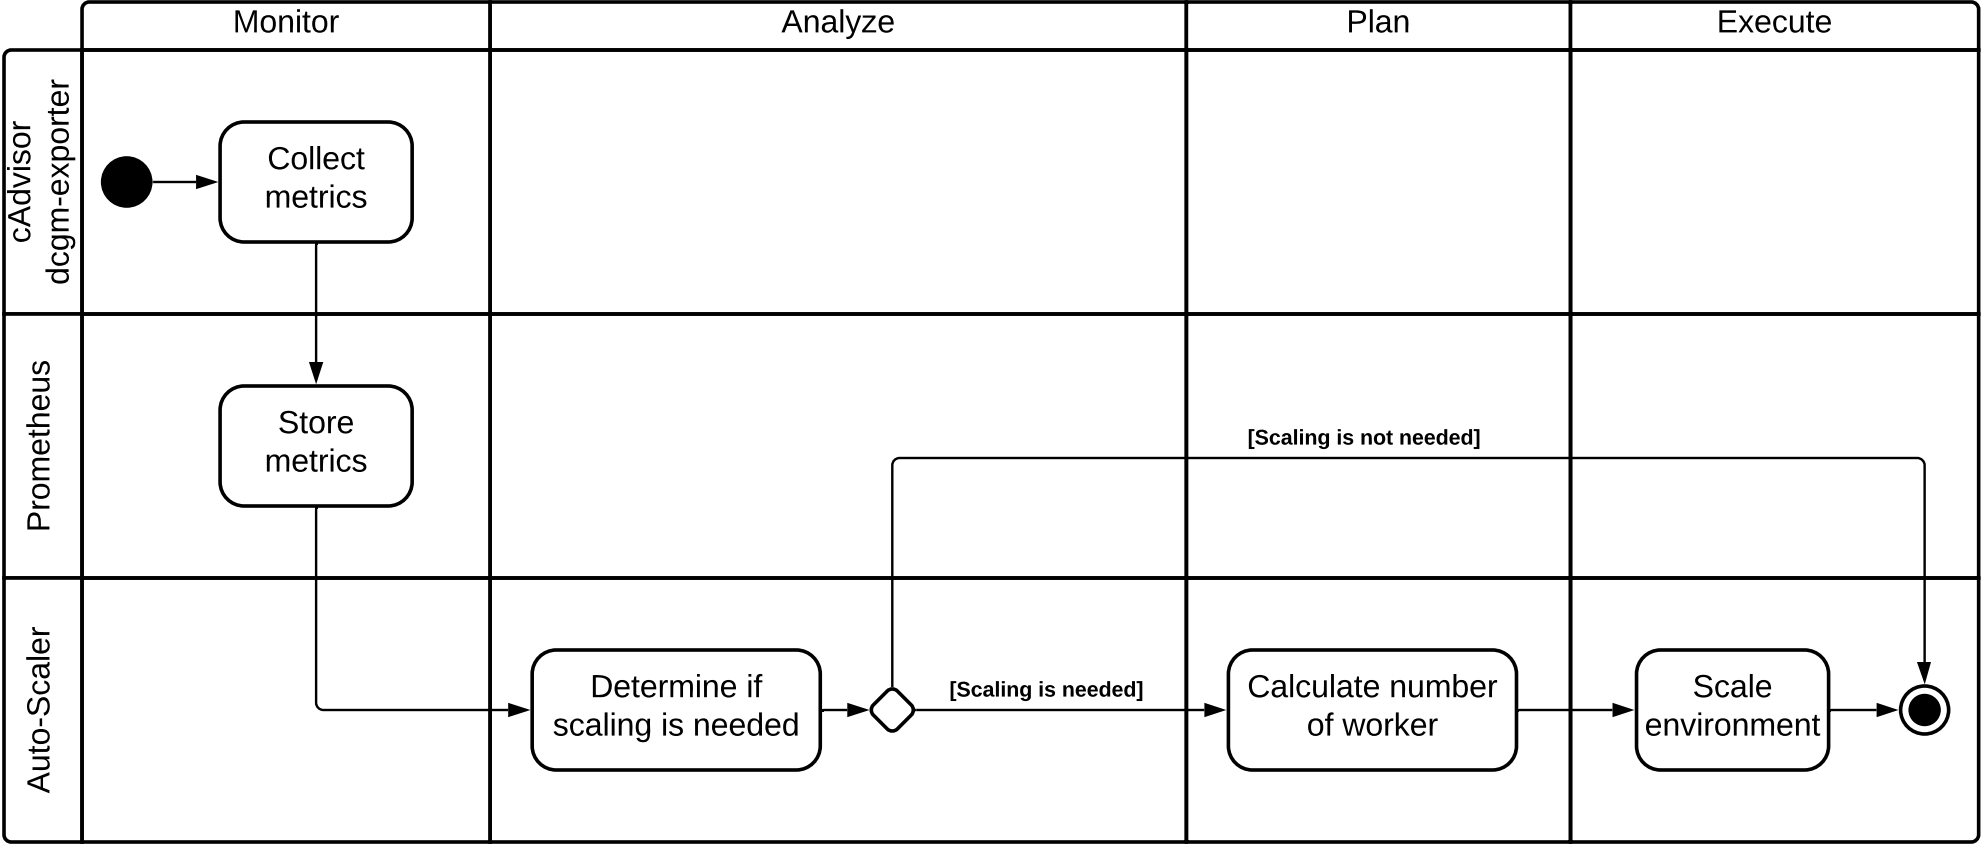 Monitor
Analyze
Plan
Execute
cAdvisor
dcgm-exporter
Collect
metrics
Prometheus
Store
metrics
[Scaling is not needed]
Auto-Scaler
Determine if
scaling is needed
[Scaling is needed]
Calculate number
of worker
Scale
environment